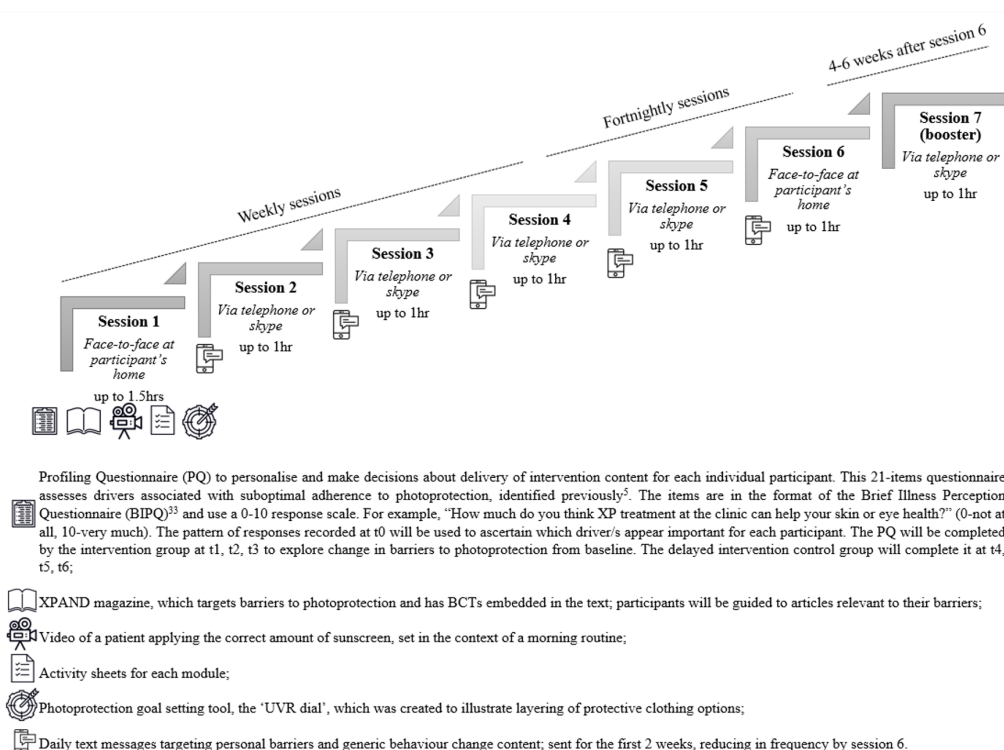 4-6 weeks after session 6
Fortnightly sessions
Weekly sessions
Session 7
(booster)
Via telephone or
skype
up to 1hr
Session 6
Face-to-face at
participant's
home
up to 1hr
Session 5
Via telephone or
skype
up to 1hr
Session 4
Via telephone or
skype
up to 1hr
Session 3
Via telephone or
skype
up to 1hr
Session 2
Via telephone or
skype
up to 1hr
Session 1
Face-to-face at
participant's
home
up to 1.5hrs
Profiling Questionnaire (PQ) to personalise and make decisions about delivery of intervention content for each individual participant. This 21-items questionnaire
assesses drivers associated with suboptimal adherence to photoprotection, identified previously⁵. The items are in the format of the Brief Illness Perception
Questionnaire (BIPQ)³³ and use a 0-10 response scale. For example, “How much do you think XP treatment at the clinic can help your skin or eye health?” (0-not at
all, 10-very much). The pattern of responses recorded at t0 will be used to ascertain which driver/s appear important for each participant. The PQ will be completed
by the intervention group at t1, t2, t3 to explore change in barriers to photoprotection from baseline. The delayed intervention control group will complete it at t4,
t5, t6;
XPAND magazine, which targets barriers to photoprotection and has BCTs embedded in the text; participants will be guided to articles relevant to their barriers;
Video of a patient applying the correct amount of sunscreen, set in the context of a morning routine;
Activity sheets for each module;
Photoprotection goal setting tool, the ‘UVR dial’, which was created to illustrate layering of protective clothing options;
Daily text messages targeting personal barriers and generic behaviour change content; sent for the first 2 weeks, reducing in frequency by session 6.